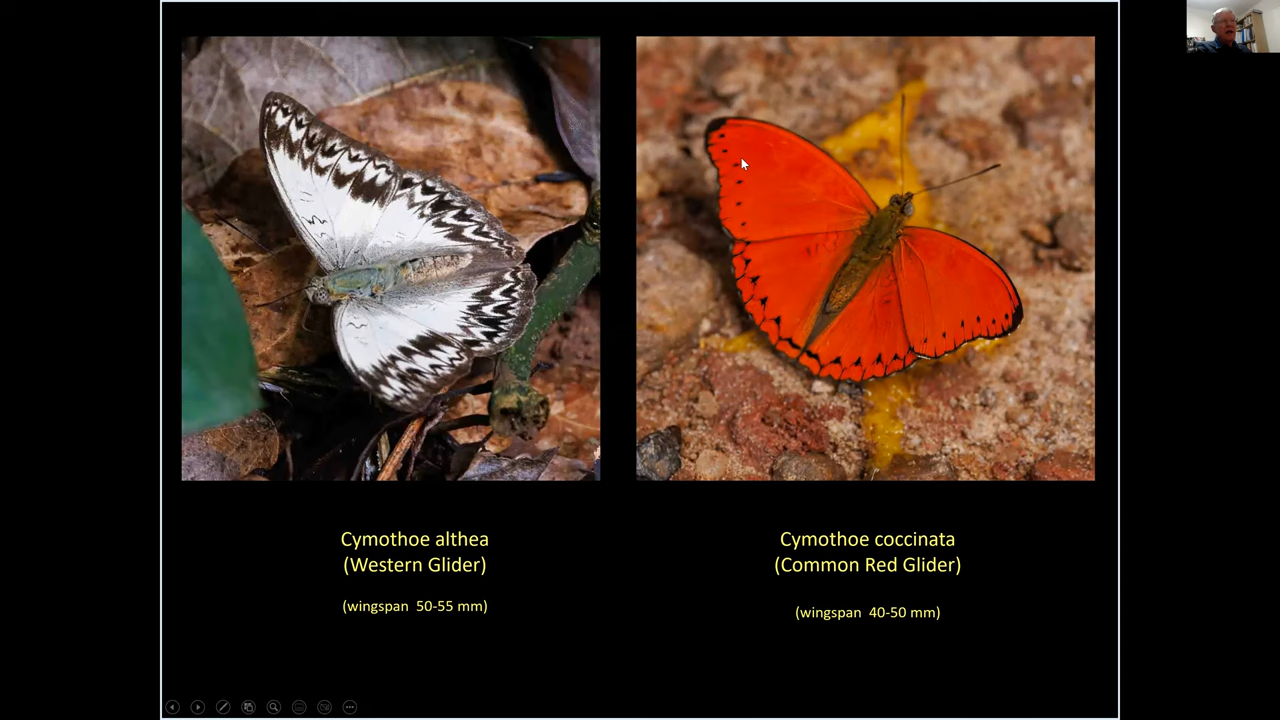 Cymothoe althea
(Western Glider)
(wingspan 50-55 mm)
Cymothoe coccinata
(Common Red Glider)
(wingspan 40-50 mm)